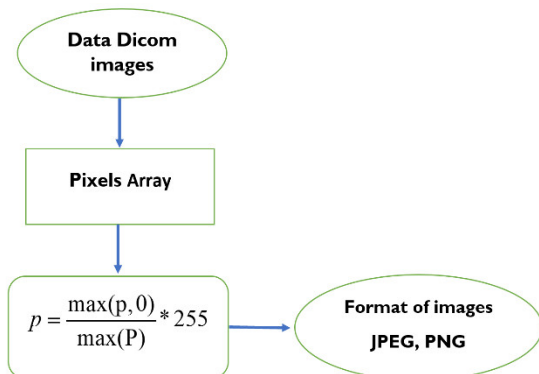 Data Dicom
images
Pixels Array
p = max(p,0) / max(P) * 255
Format of images
JPEG, PNG